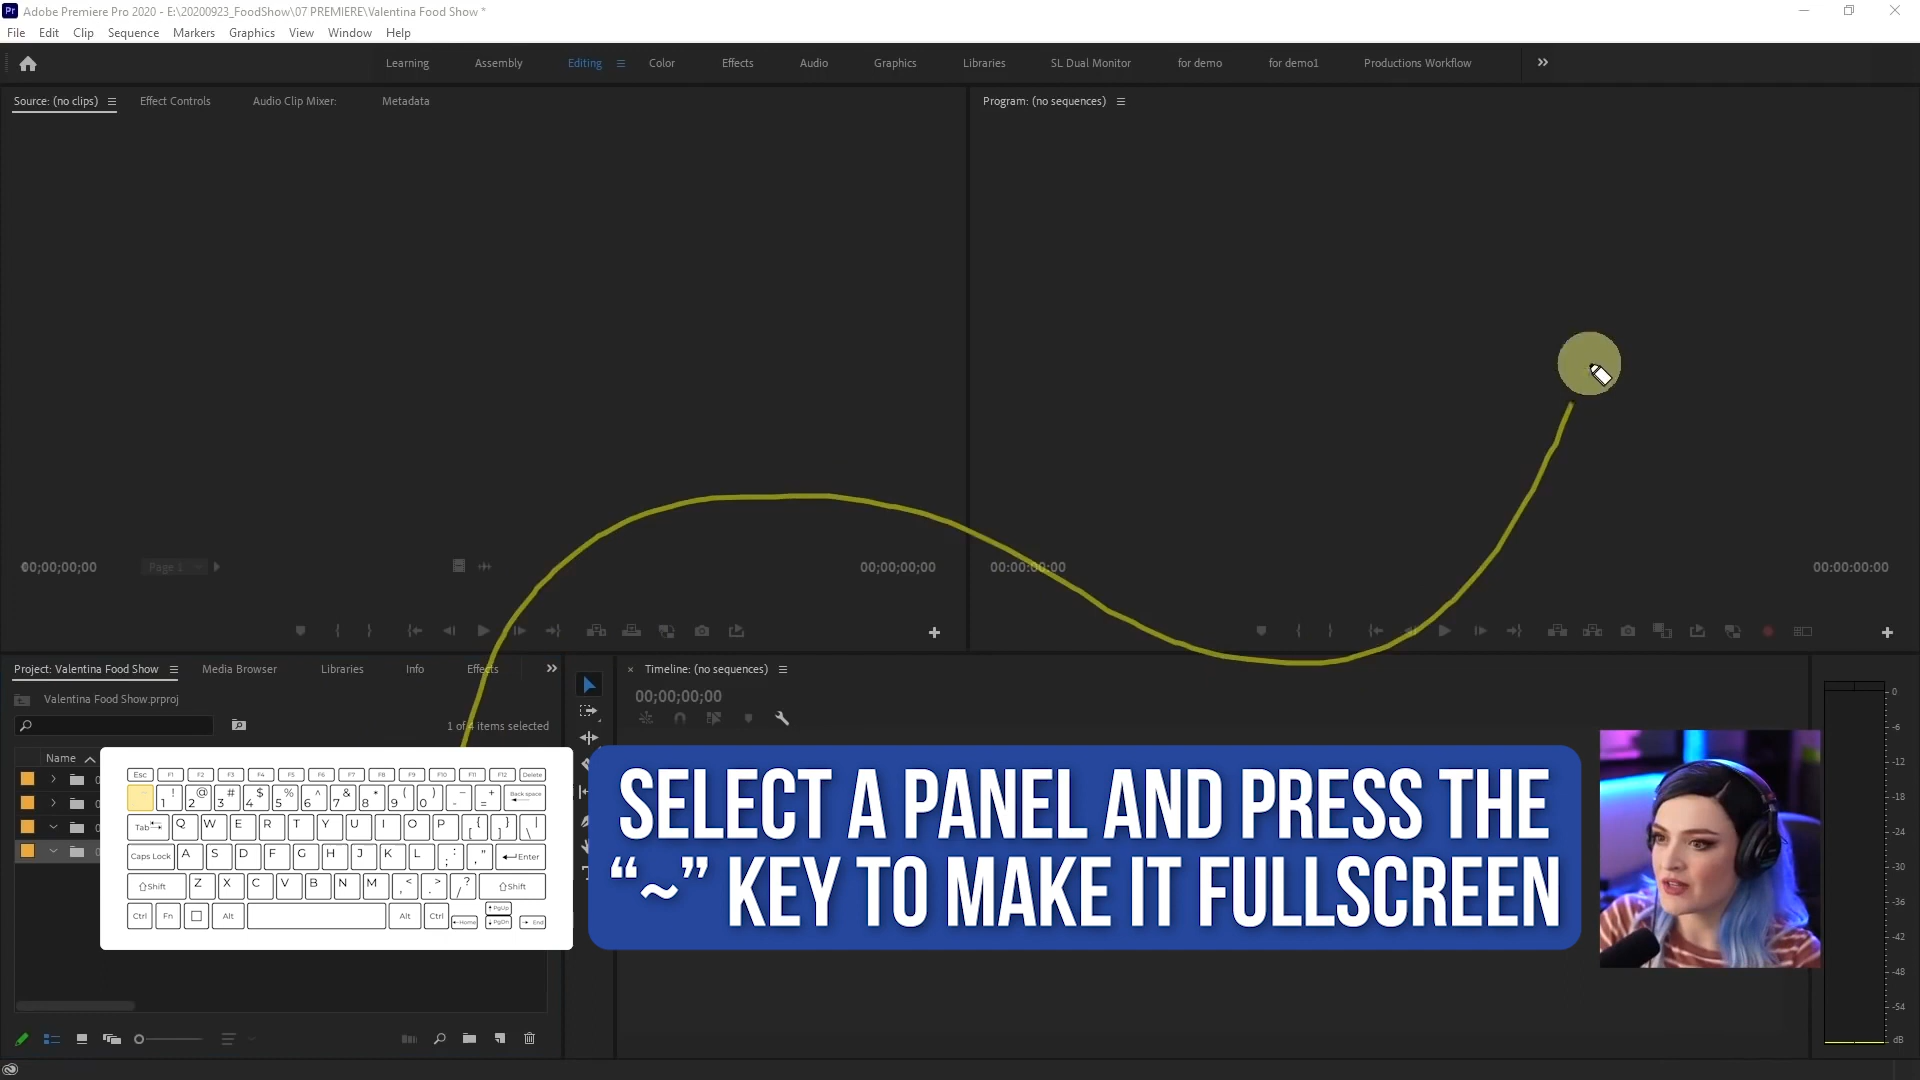 Pr Adobe Premiere Pro 2020 - E:\20200923_FoodShow\07 PREMIERE\Valentina Food Show *
File Edit Clip Sequence Markers Graphics View Window Help
Learning Assembly Editing Color Effects Audio Graphics Libraries SL Dual Monitor for demo for demo1 Productions Workflow
Source: (no clips) Effect Controls Audio Clip Mixer: Metadata
Program: (no sequences)
00;00;00;00 Page 1 00;00;00;00
00:00:00:00 00:00:00:00
Project: Valentina Food Show Media Browser Libraries Info Effects
× Timeline: (no sequences)
Valentina Food Show.prproj
00;00;00;00
1 of 4 items selected
Name
0
0
0
0
Esc F1 F2 F3 F4 F5 F6 F7 F8 F9 F10 F11 F12 Delete
! 1 @ 2 # 3 $ 4 % 5 ^ 6 & 7 * 8 ( 9 ) 0 _ - + = Back space
Tab Q W E R T Y U I O P { [ } ] | \
Caps Lock A S D F G H J K L : ; " ' Enter
Shift Z X C V B N M < , > . ? / Shift
Ctrl Fn Alt Alt Ctrl Home PgUp PgDn End
SELECT A PANEL AND PRESS THE
“~” KEY TO MAKE IT FULLSCREEN
0
-6
-12
-18
-24
-30
-36
-42
-48
-54
dB